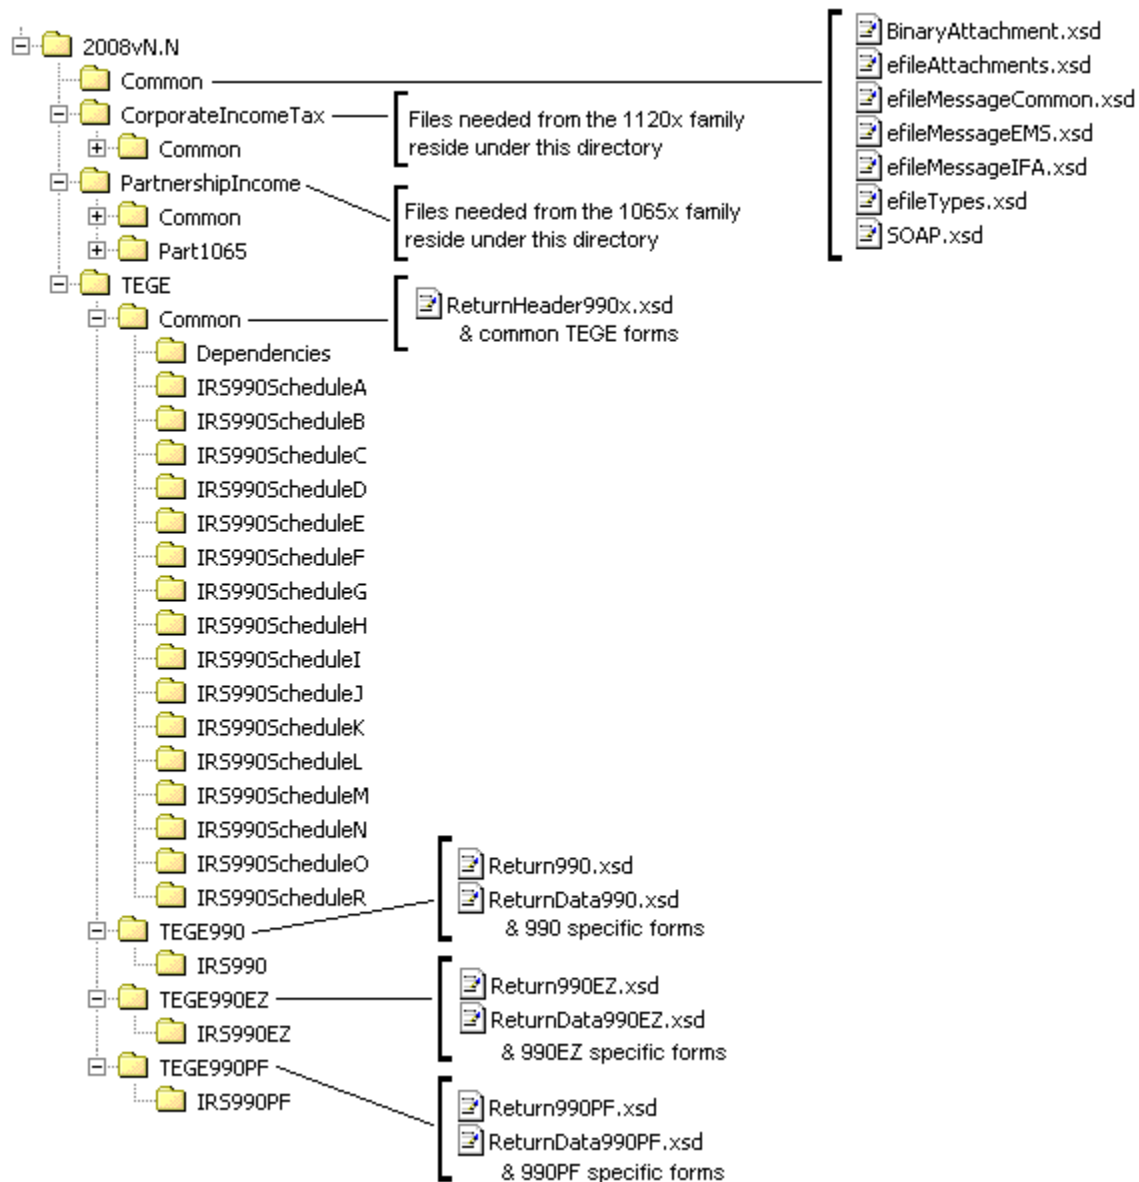 2008vN.N
Common
BinaryAttachment.xsd
efileAttachments.xsd
efileMessageCommon.xsd
efileMessageEMS.xsd
efileMessageIFA.xsd
efileTypes.xsd
SOAP.xsd
CorporateIncomeTax
Files needed from the 1120x family
reside under this directory
Common
PartnershipIncome
Files needed from the 1065x family
reside under this directory
Common
Part1065
TEGE
Common
ReturnHeader990x.xsd
& common TEGE forms
Dependencies
IRS990ScheduleA
IRS990ScheduleB
IRS990ScheduleC
IRS990ScheduleD
IRS990ScheduleE
IRS990ScheduleF
IRS990ScheduleG
IRS990ScheduleH
IRS990ScheduleI
IRS990ScheduleJ
IRS990ScheduleK
IRS990ScheduleL
IRS990ScheduleM
IRS990ScheduleN
IRS990ScheduleO
IRS990ScheduleR
TEGE990
Return990.xsd
ReturnData990.xsd
& 990 specific forms
IRS990
TEGE990EZ
Return990EZ.xsd
ReturnData990EZ.xsd
& 990EZ specific forms
IRS990EZ
TEGE990PF
Return990PF.xsd
ReturnData990PF.xsd
& 990PF specific forms
IRS990PF